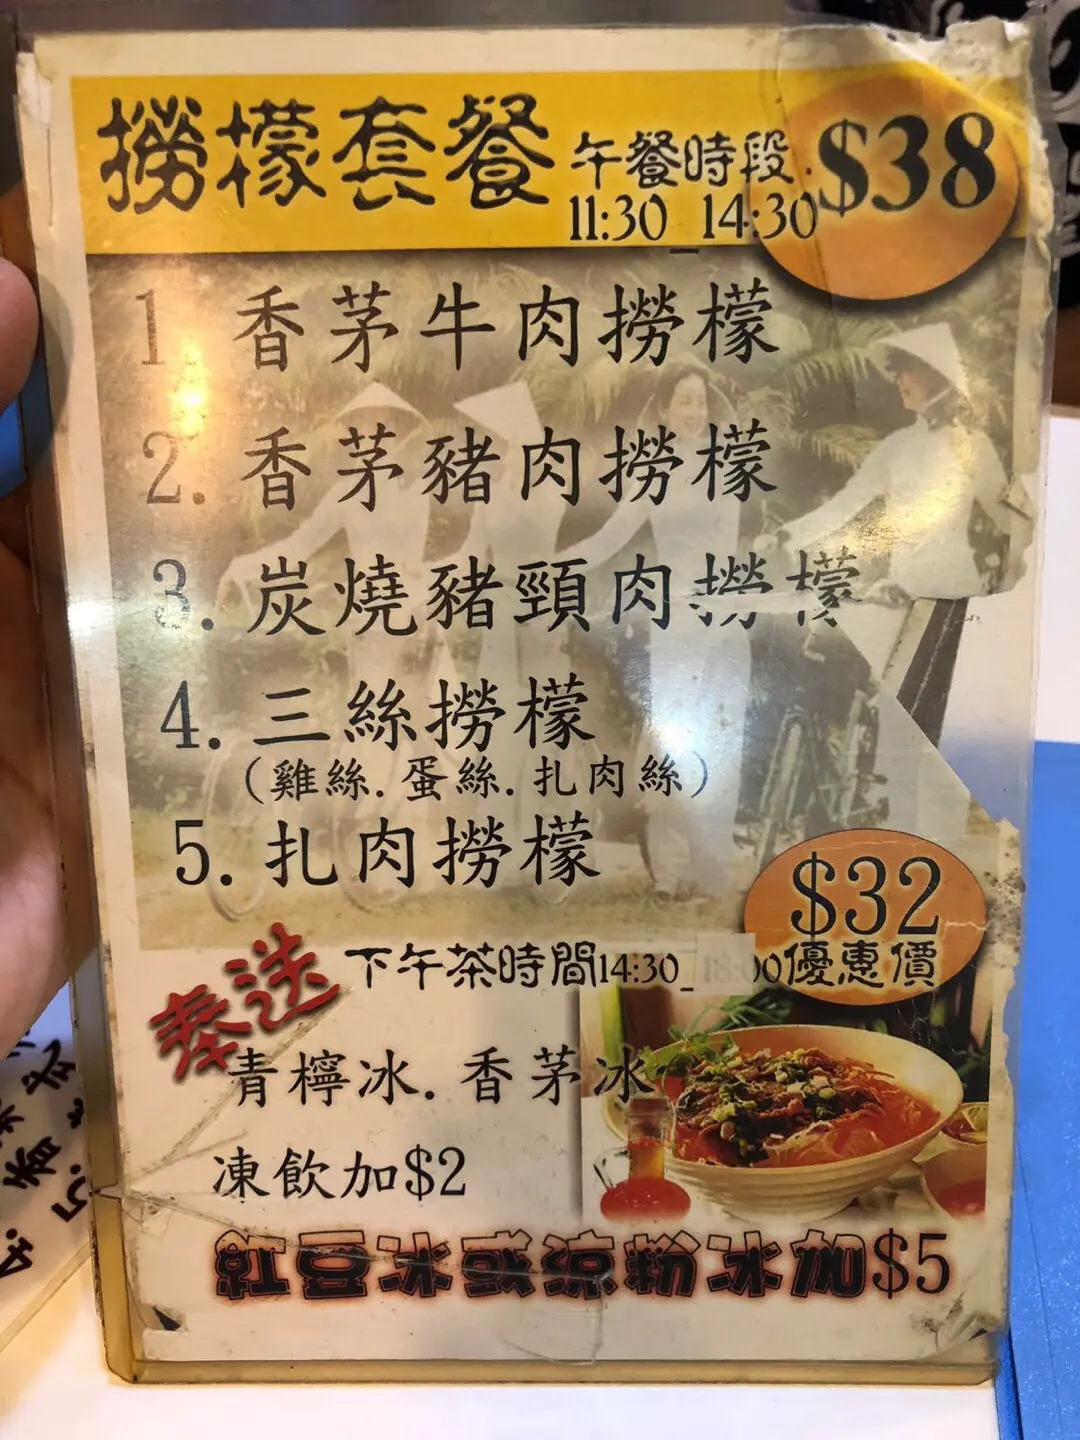 撈檬套餐 午餐時段 $38
11:30_14:30
1. 香茅牛肉撈檬
2. 香茅豬肉撈檬
3. 炭燒豬頸肉撈檬
4. 三絲撈檬
(雞絲.蛋絲.扎肉絲)
5. 扎肉撈檬
$32
奉送 下午茶時間14:30_18:00優惠價
青檸冰.香茅冰
凍飲加$2
紅豆冰或涼粉冰加$5